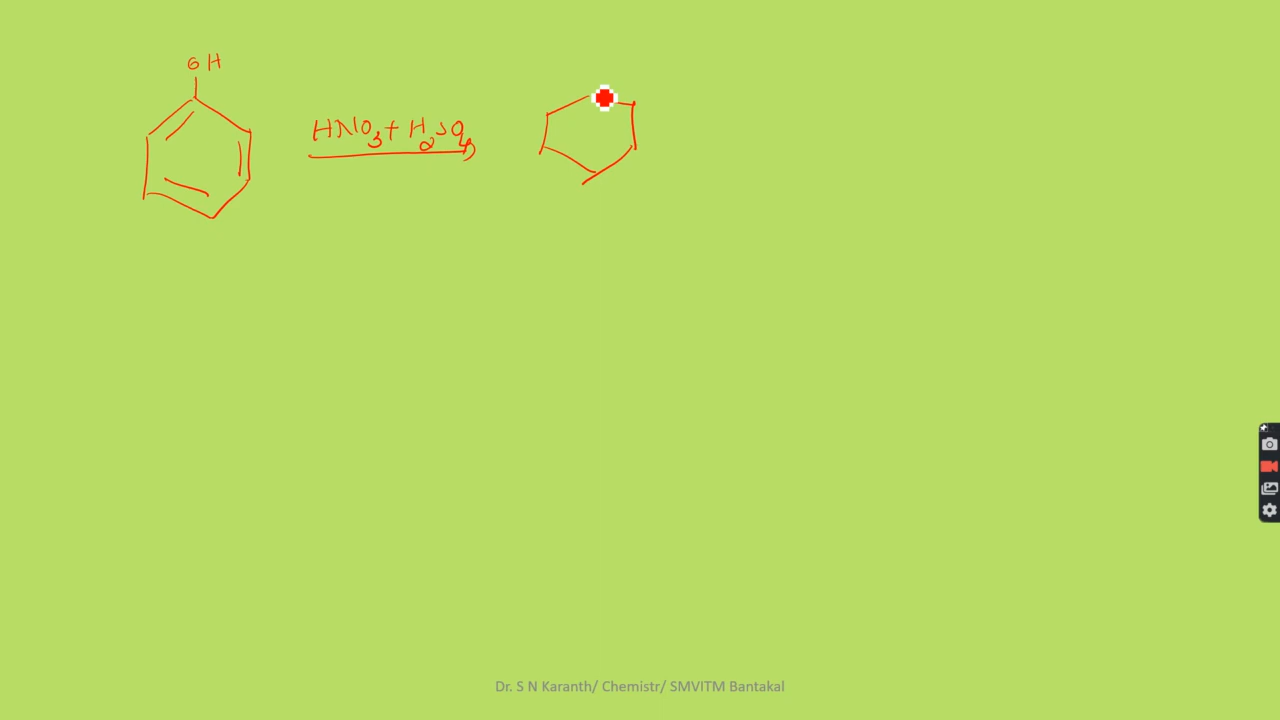 OH
HNO3 + H2SO4
Dr. S N Karanth/ Chemistr/ SMVITM Bantakal